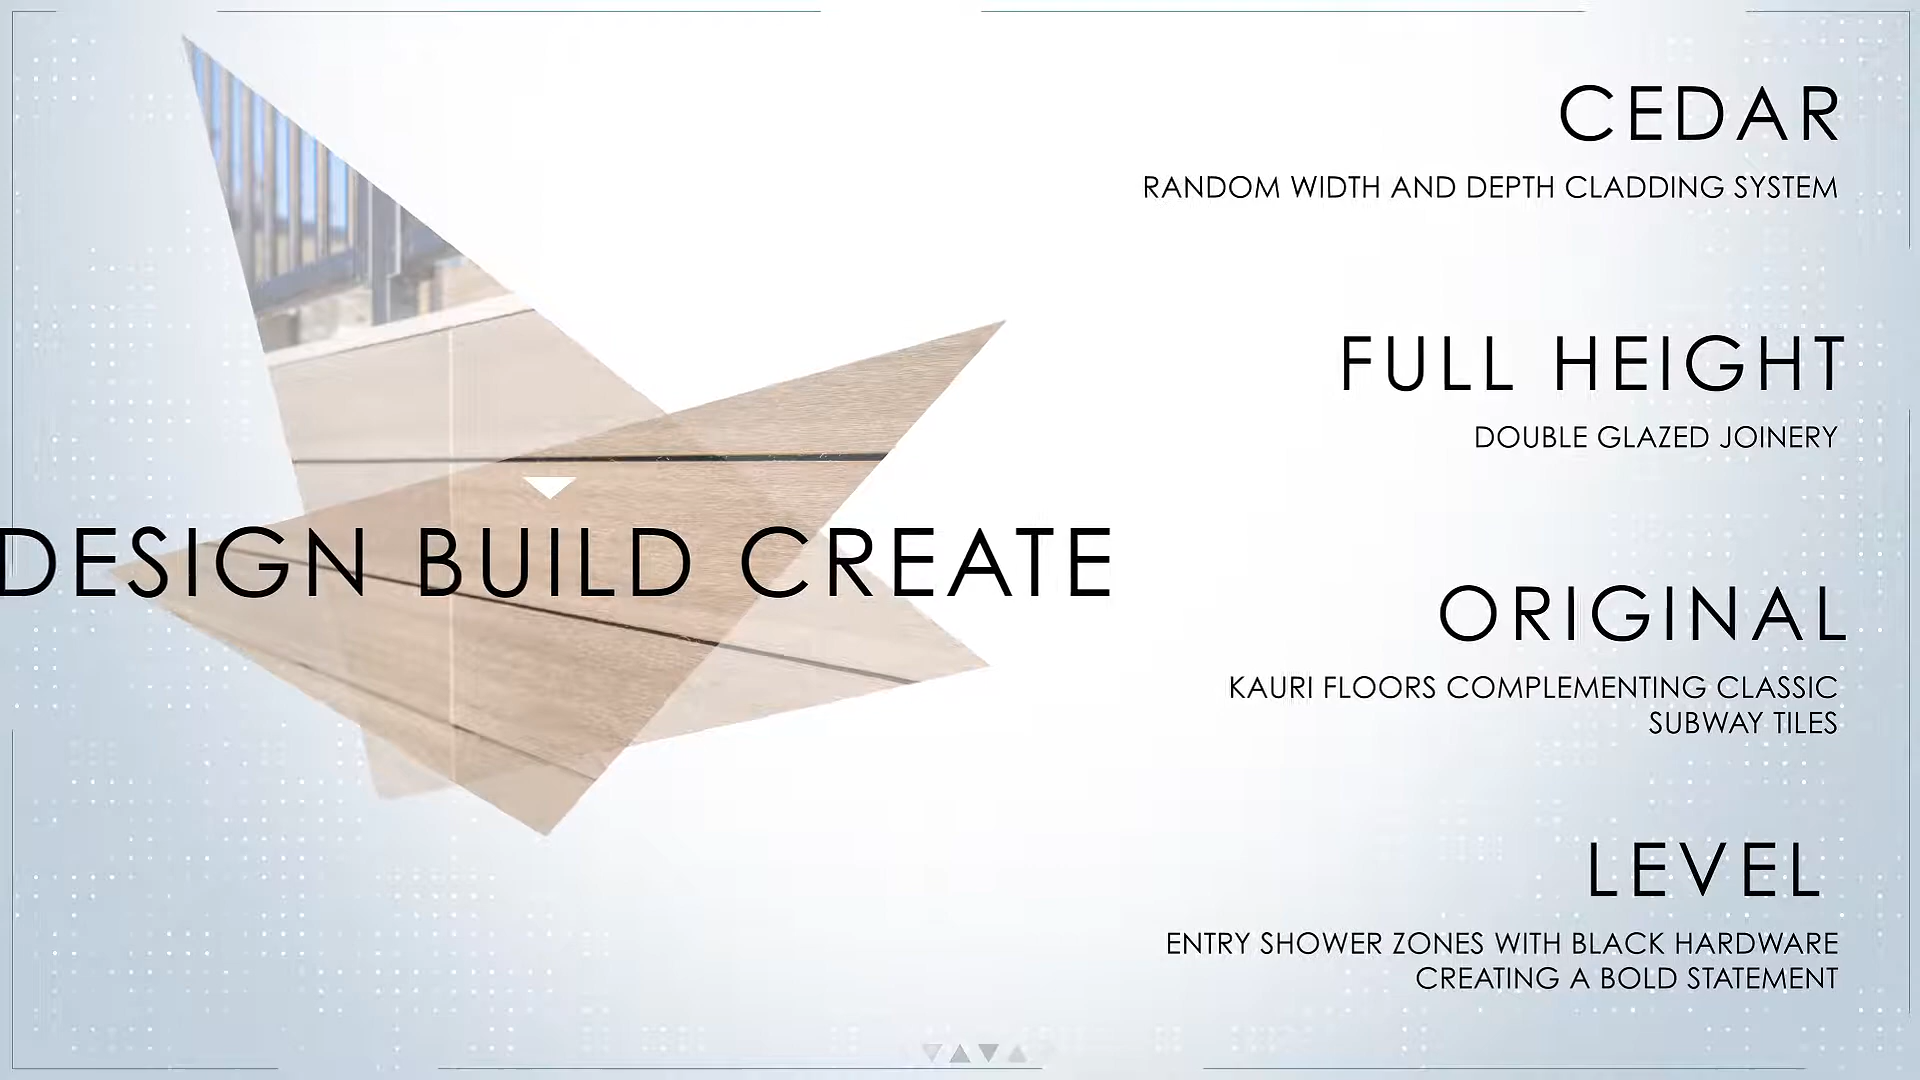 DESIGN BUILD CREATE
CEDAR
RANDOM WIDTH AND DEPTH CLADDING SYSTEM
FULL HEIGHT
DOUBLE GLAZED JOINERY
ORIGINAL
KAURI FLOORS COMPLEMENTING CLASSIC
SUBWAY TILES
LEVEL
ENTRY SHOWER ZONES WITH BLACK HARDWARE
CREATING A BOLD STATEMENT